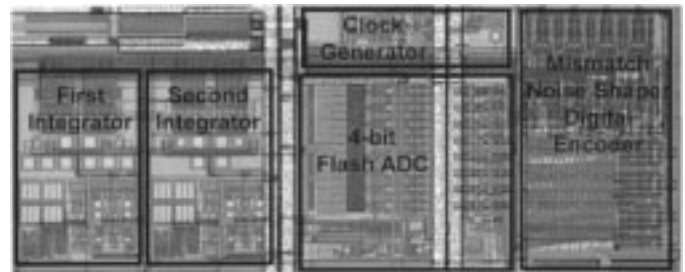 First
Integrator
Second
Integrator
Clock
Generator
4-bit
Flash ADC
Mismatch
Noise Shaper
Digital
Encoder